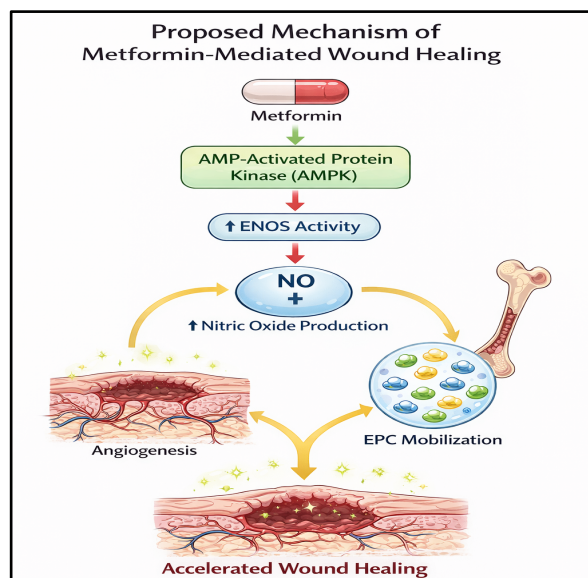 Proposed Mechanism of
Metformin-Mediated Wound Healing
Metformin
AMP-Activated Protein
Kinase (AMPK)
⬆ ENOS Activity
NO
+
⬆ Nitric Oxide Production
Angiogenesis
EPC Mobilization
Accelerated Wound Healing